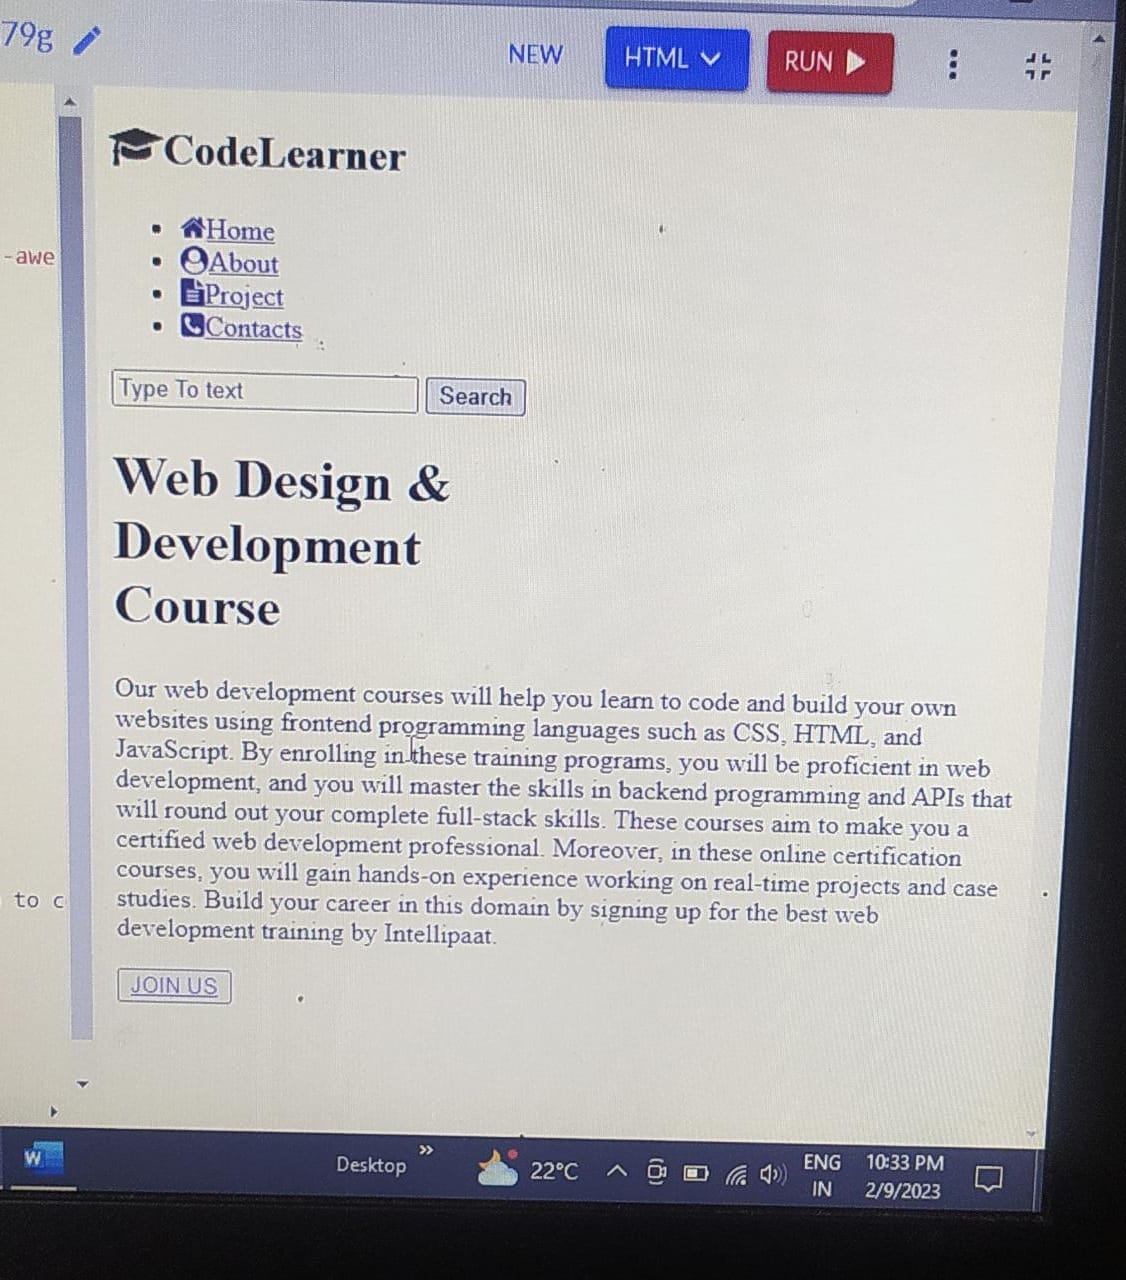 79g
NEW
HTML
RUN
CodeLearner
Home
-awe
About
Project
Contacts
Type To text
Search
Web Design &
Development
Course
Our web development courses will help you learn to code and build your own
websites using frontend programming languages such as CSS, HTML, and
JavaScript. By enrolling in these training programs, you will be proficient in web
development, and you will master the skills in backend programming and APIs that
will round out your complete full-stack skills. These courses aim to make you a
certified web development professional. Moreover, in these online certification
courses, you will gain hands-on experience working on real-time projects and case
to c
studies. Build your career in this domain by signing up for the best web
development training by Intellipaat.
JOIN US
W
Desktop
22°C
ENG
IN
10:33 PM
2/9/2023